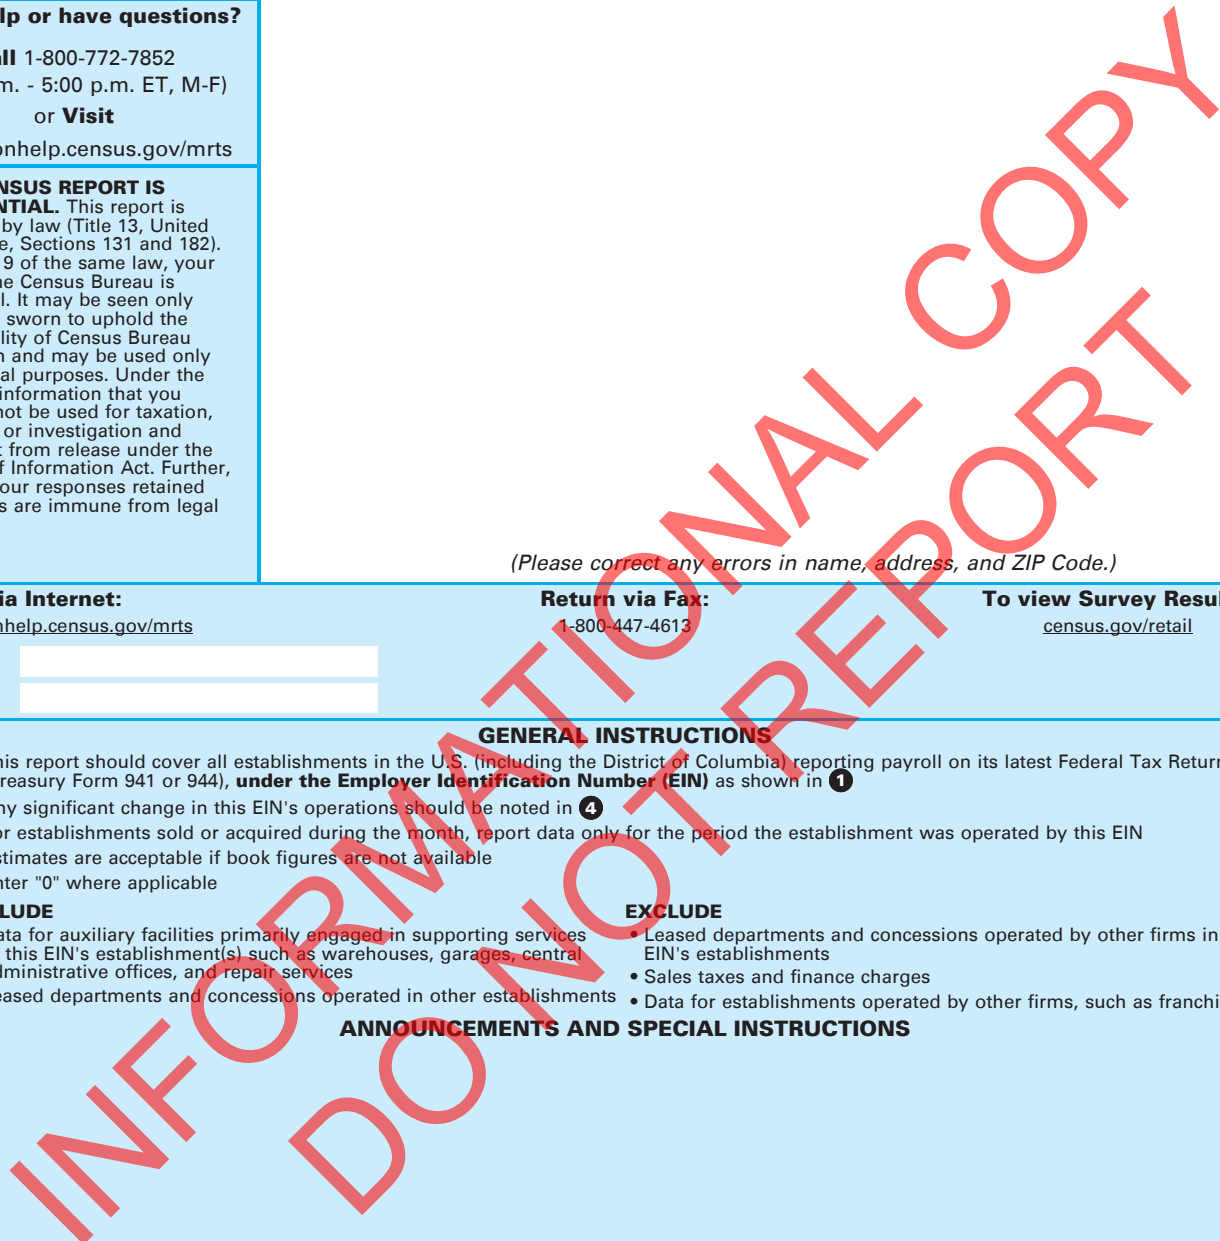 lp or have questions?
ll 1-800-772-7852
m. - 5:00 p.m. ET, M-F)
or Visit
onhelp.census.gov/mrts
NSUS REPORT IS
NTIAL. This report is
by law (Title 13, United
e, Sections 131 and 182).
9 of the same law, your
he Census Bureau is
l. It may be seen only
sworn to uphold the
lity of Census Bureau
n and may be used only
al purposes. Under the
information that you
not be used for taxation,
or investigation and
t from release under the
f Information Act. Further,
our responses retained
s are immune from legal
(Please correct any errors in name, address, and ZIP Code.)
ia Internet:
nhelp.census.gov/mrts
Return via Fax:
1-800-447-4613
To view Survey Resul
census.gov/retail
GENERAL INSTRUCTIONS
his report should cover all establishments in the U.S. (including the District of Columbia) reporting payroll on its latest Federal Tax Return
reasury Form 941 or 944), under the Employer Identification Number (EIN) as shown in 1
ny significant change in this EIN's operations should be noted in 4
or establishments sold or acquired during the month, report data only for the period the establishment was operated by this EIN
stimates are acceptable if book figures are not available
nter "0" where applicable
LUDE
ata for auxiliary facilities primarily engaged in supporting services
this EIN's establishment(s) such as warehouses, garages, central
dministrative offices, and repair services
eased departments and concessions operated in other establishments
EXCLUDE
• Leased departments and concessions operated by other firms in
EIN's establishments
• Sales taxes and finance charges
• Data for establishments operated by other firms, such as franchi
ANNOUNCEMENTS AND SPECIAL INSTRUCTIONS
INFORMATIONAL COPY
DO NOT REPORT